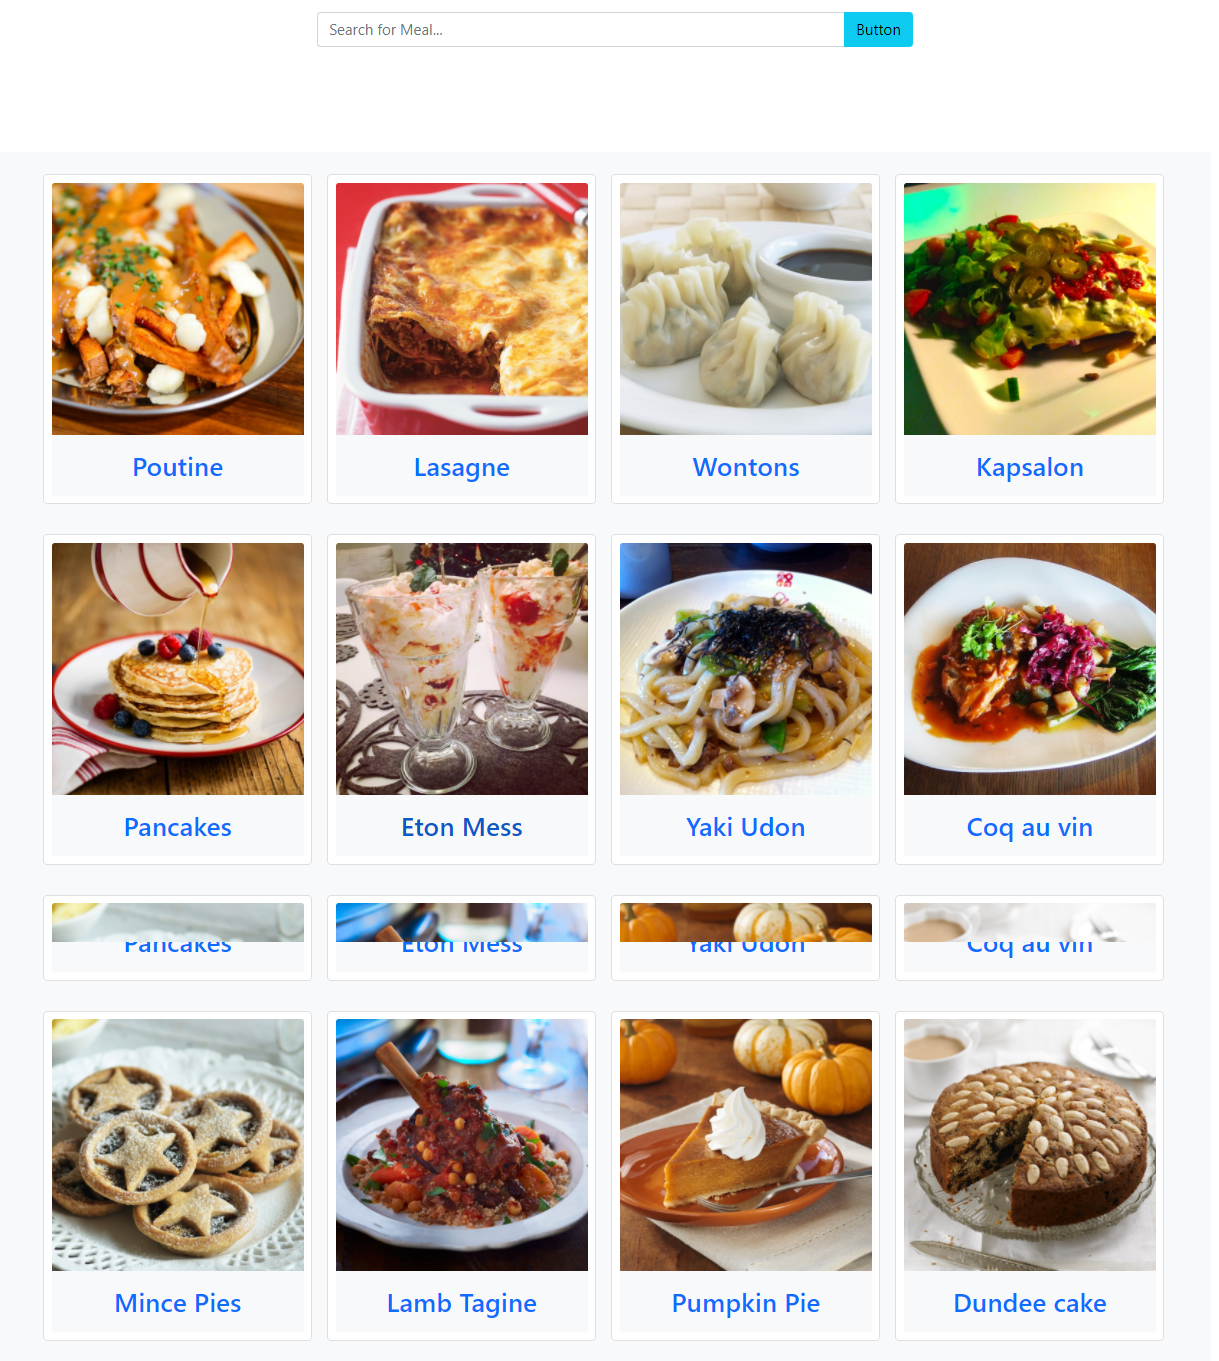 Search for Meal...
Button
Poutine
Lasagne
Wontons
Kapsalon
Pancakes
Eton Mess
Yaki Udon
Coq au vin
Pancakes
Eton Mess
Yaki Udon
Coq au vin
Mince Pies
Lamb Tagine
Pumpkin Pie
Dundee cake